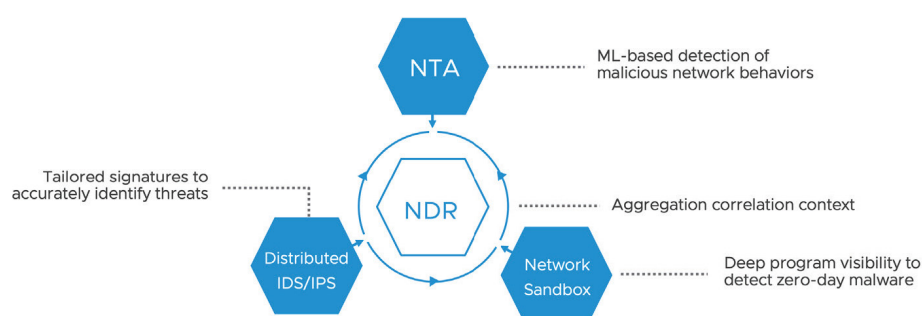 NTA
ML-based detection of
malicious network behaviors
Tailored signatures to
accurately identify threats
NDR
Aggregation correlation context
Distributed
IDS/IPS
Network
Sandbox
Deep program visibility to
detect zero-day malware